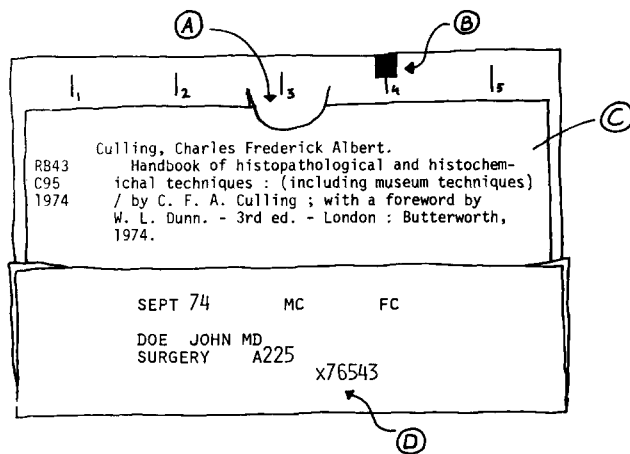 A
B
1 2 3 4 5
C
Culling, Charles Frederick Albert.
RB43 Handbook of histopathological and histochem-
C95 ichal techniques : (including museum techniques)
1974 / by C. F. A. Culling ; with a foreword by
W. L. Dunn. - 3rd ed. - London : Butterworth,
1974.
SEPT 74 MC FC
DOE JOHN MD
SURGERY A225
x76543
D